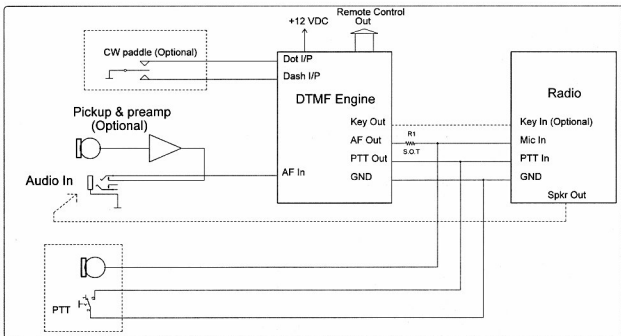 +12 VDC
Remote Control
Out
CW paddle (Optional)
Dot I/P
Dash I/P
DTMF Engine
Radio
Pickup & preamp
(Optional)
Key Out
Key In (Optional)
AF Out
R1
S.O.T
Mic In
PTT Out
PTT In
Audio In
AF In
GND
GND
Spkr Out
PTT